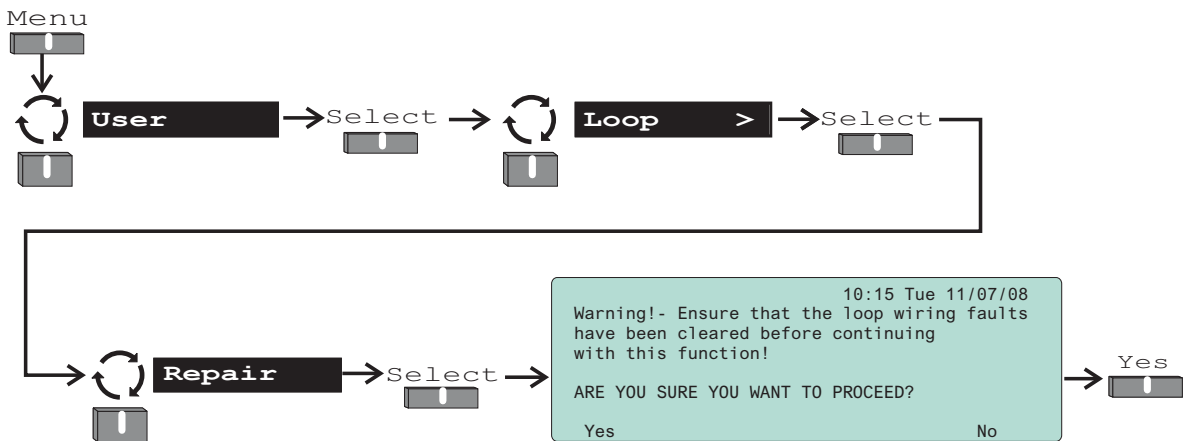 Menu
User
Select
Loop >
Select
Repair
Select
10:15 Tue 11/07/08
Warning!- Ensure that the loop wiring faults
have been cleared before continuing
with this function!
ARE YOU SURE YOU WANT TO PROCEED?
Yes No
Yes